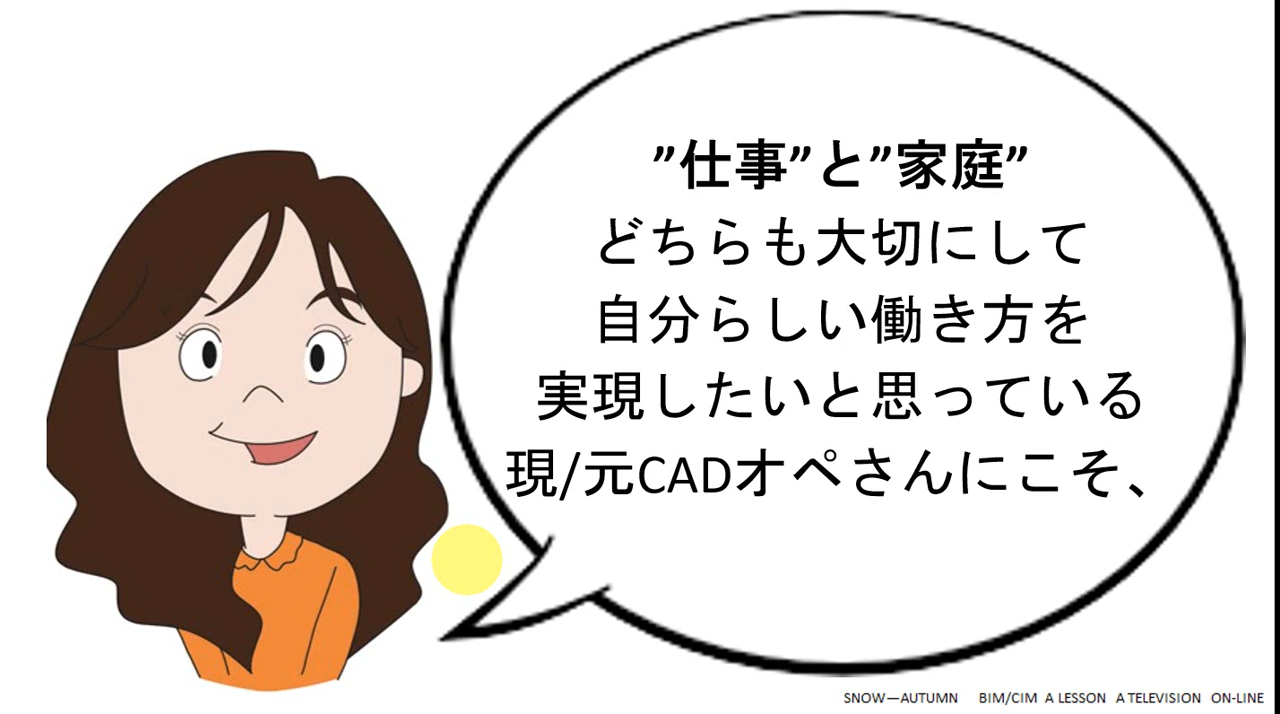 ”仕事”と”家庭”
どちらも大切にして
自分らしい働き方を
実現したいと思っている
現/元CADオペさんにこそ、
SNOW—AUTUMN BIM/CIM A LESSON A TELEVISION ON-LINE